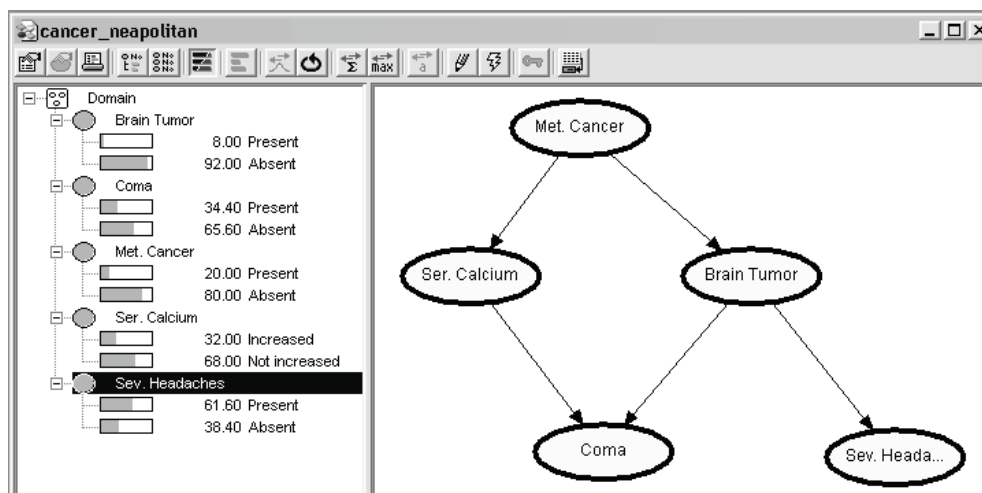 cancer_neapolitan
Σ max a
Domain
Brain Tumor
8.00 Present
92.00 Absent
Coma
34.40 Present
65.60 Absent
Met. Cancer
20.00 Present
80.00 Absent
Ser. Calcium
32.00 Increased
68.00 Not increased
Sev. Headaches
61.60 Present
38.40 Absent
Met. Cancer
Ser. Calcium
Brain Tumor
Coma
Sev. Heada...